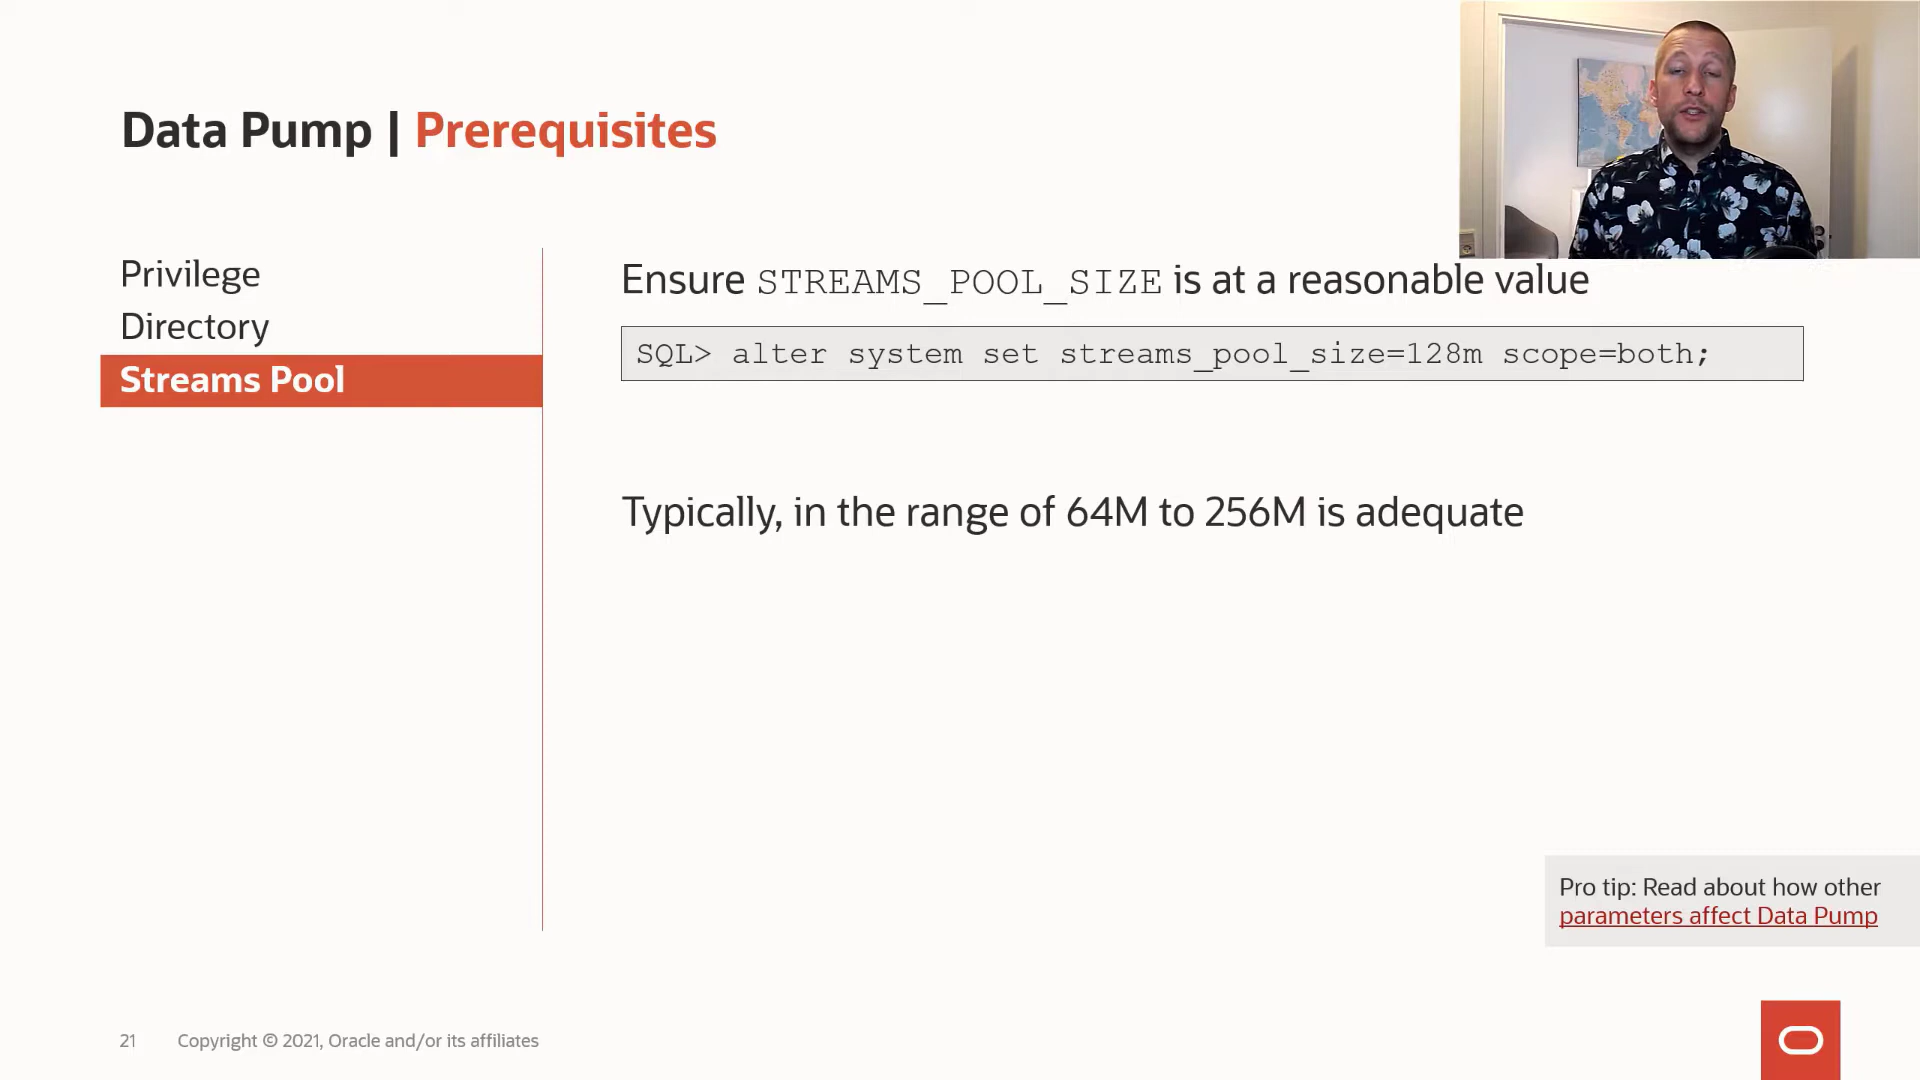 Data Pump | Prerequisites
Privilege
Directory
Streams Pool
Ensure STREAMS_POOL_SIZE is at a reasonable value
SQL> alter system set streams_pool_size=128m scope=both;
Typically, in the range of 64M to 256M is adequate
Pro tip: Read about how other
parameters affect Data Pump
21 Copyright © 2021, Oracle and/or its affiliates